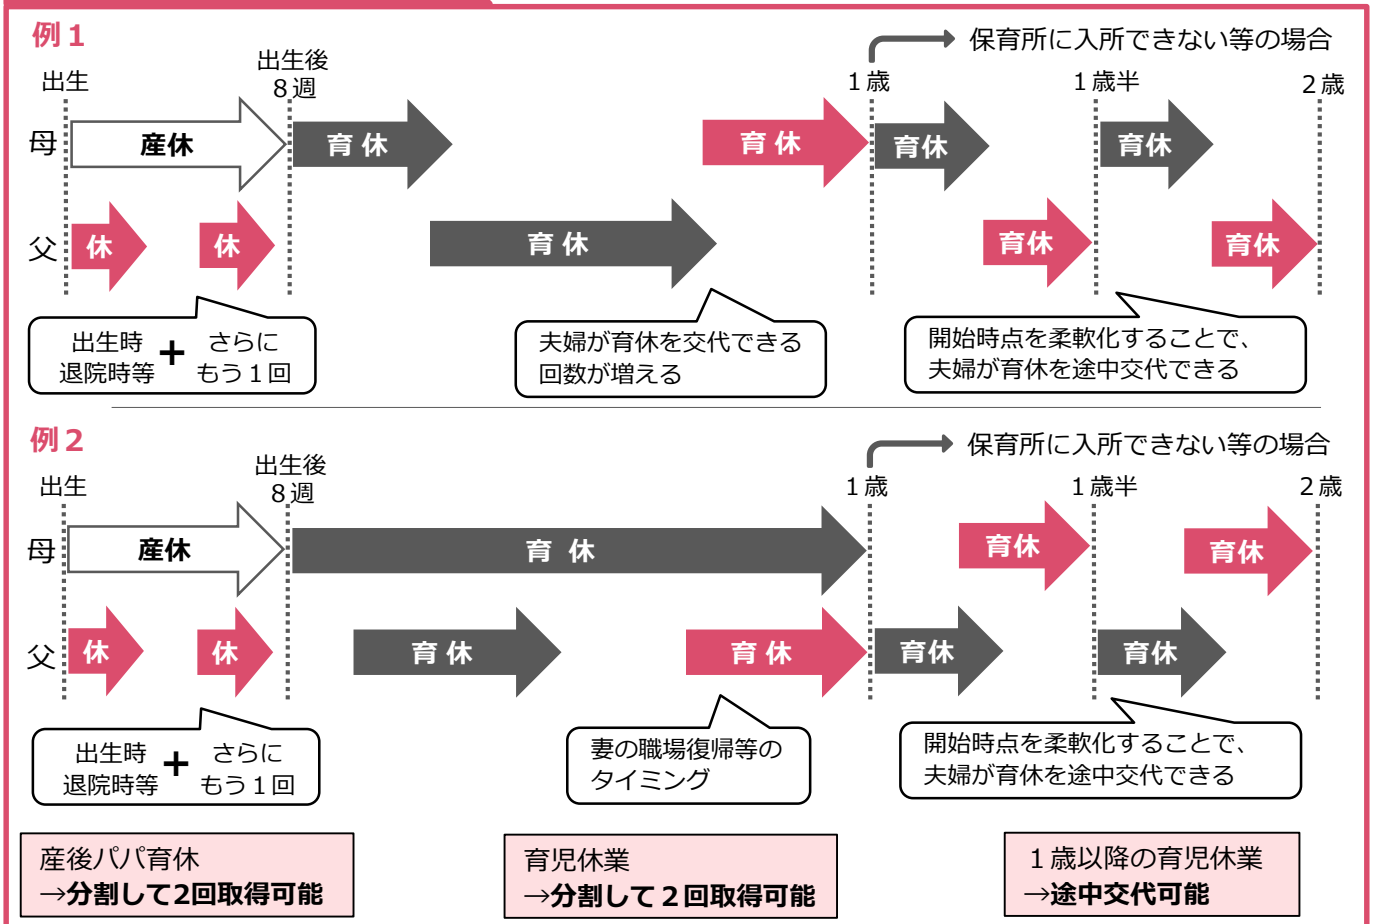 例１
保育所に入所できない等の場合
出生
出生後
８週
１歳
１歳半
２歳
母
産休
育休
育休
育休
育休
父
休
休
育休
育休
育休
出生時
退院時等
＋
さらに
もう１回
夫婦が育休を交代できる
回数が増える
開始時点を柔軟化することで、
夫婦が育休を途中交代できる
例２
保育所に入所できない等の場合
出生
出生後
８週
１歳
１歳半
２歳
母
産休
育休
育休
育休
父
休
休
育休
育休
育休
育休
出生時
退院時等
＋
さらに
もう１回
妻の職場復帰等の
タイミング
開始時点を柔軟化することで、
夫婦が育休を途中交代できる
産後パパ育休
→分割して2回取得可能
育児休業
→分割して２回取得可能
１歳以降の育児休業
→途中交代可能